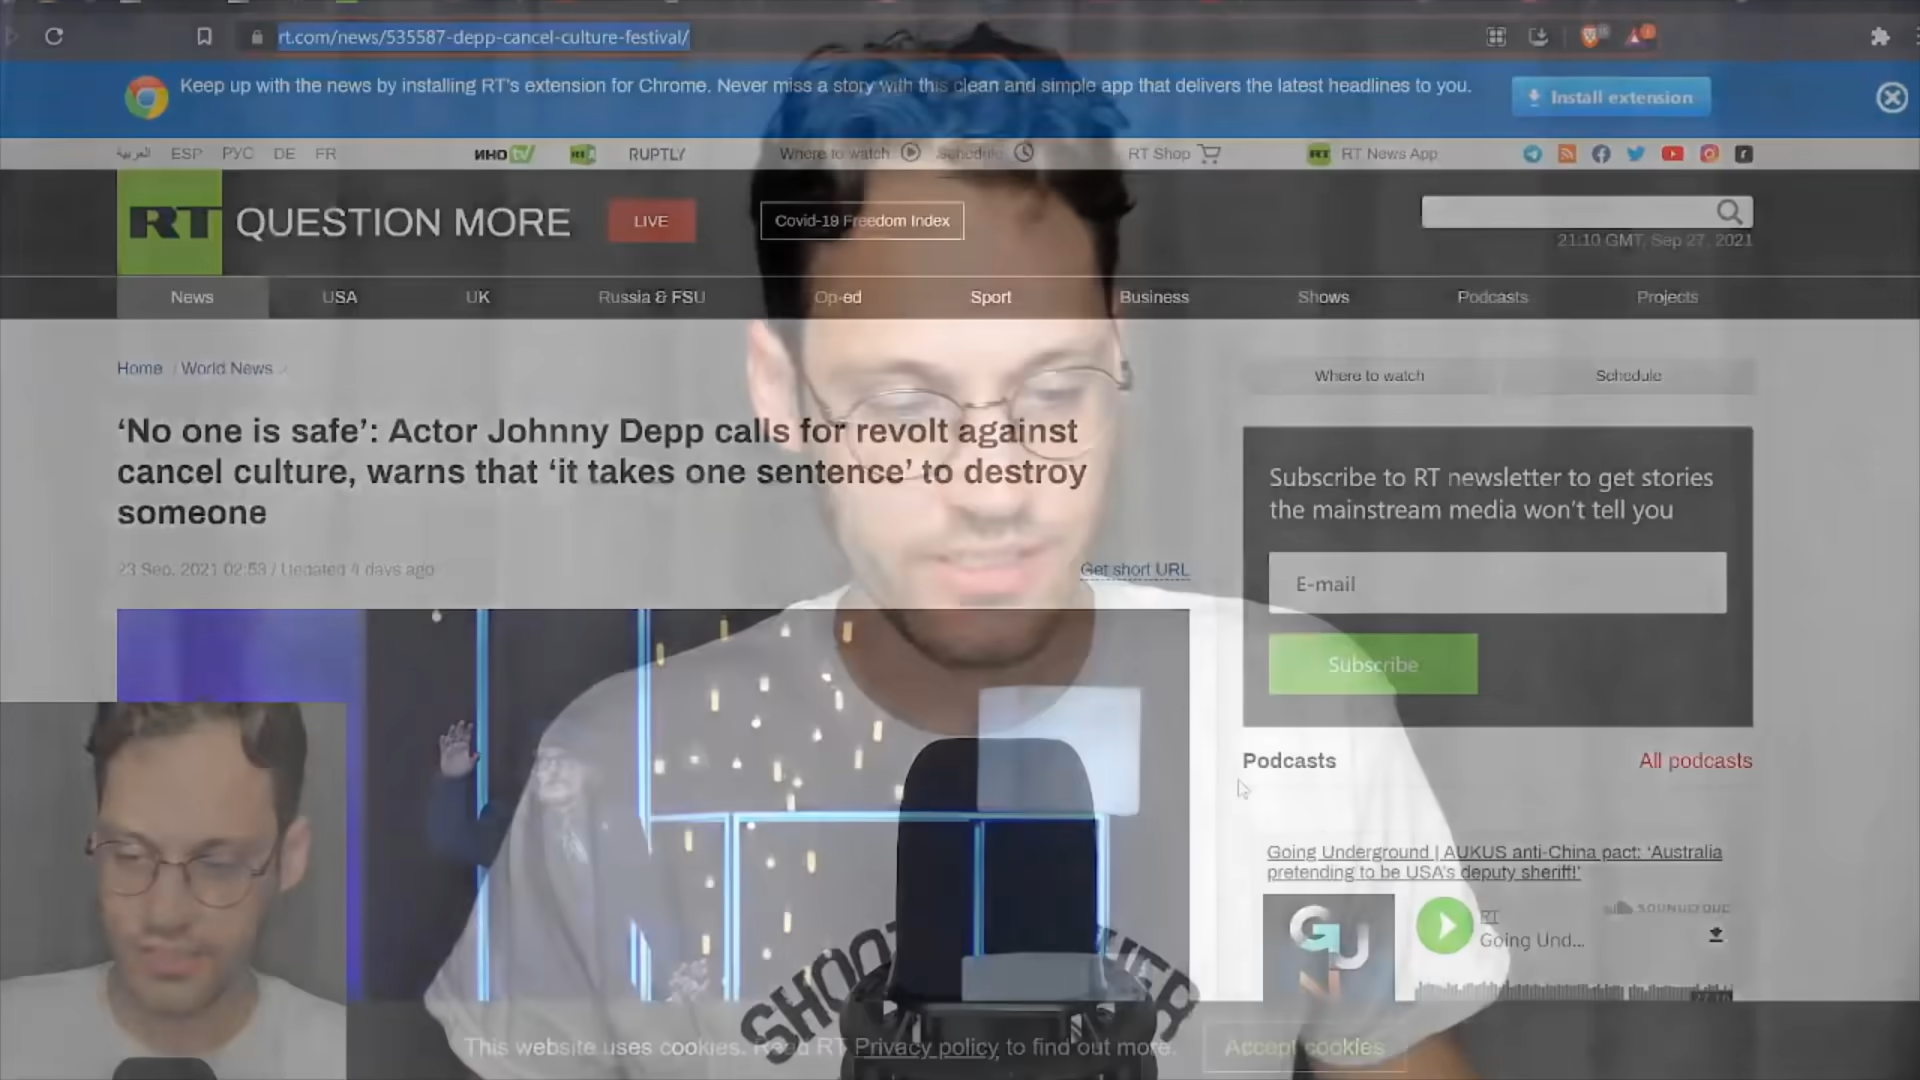 rt.com/news/535587-depp-cancel-culture-festival/
Keep up with the news by installing RT's extension for Chrome. Never miss a story with this clean and simple app that delivers the latest headlines to you.
Install extension
العربية ESP РУС DE FR
ИНО TV
RUPTLY
Where to watch
Schedule
RT Shop
RT News App
RT QUESTION MORE
LIVE
Covid-19 Freedom Index
21:10 GMT, Sep 27, 2021
News USA UK Russia & FSU Op-ed Sport Business Shows Podcasts Projects
Home / World News /
‘No one is safe’: Actor Johnny Depp calls for revolt against
cancel culture, warns that ‘it takes one sentence’ to destroy
someone
23 Sep, 2021 02:53 / Updated 4 days ago
Get short URL
Where to watch
Schedule
Subscribe to RT newsletter to get stories
the mainstream media won't tell you
E-mail
Subscribe
Podcasts
All podcasts
Going Underground | AUKUS anti-China pact: ‘Australia
pretending to be USA's deputy sheriff!’
GU
RT
Going Und...
SOUNDCLOUD
This website uses cookies. Read RT Privacy policy to find out more.
Accept cookies